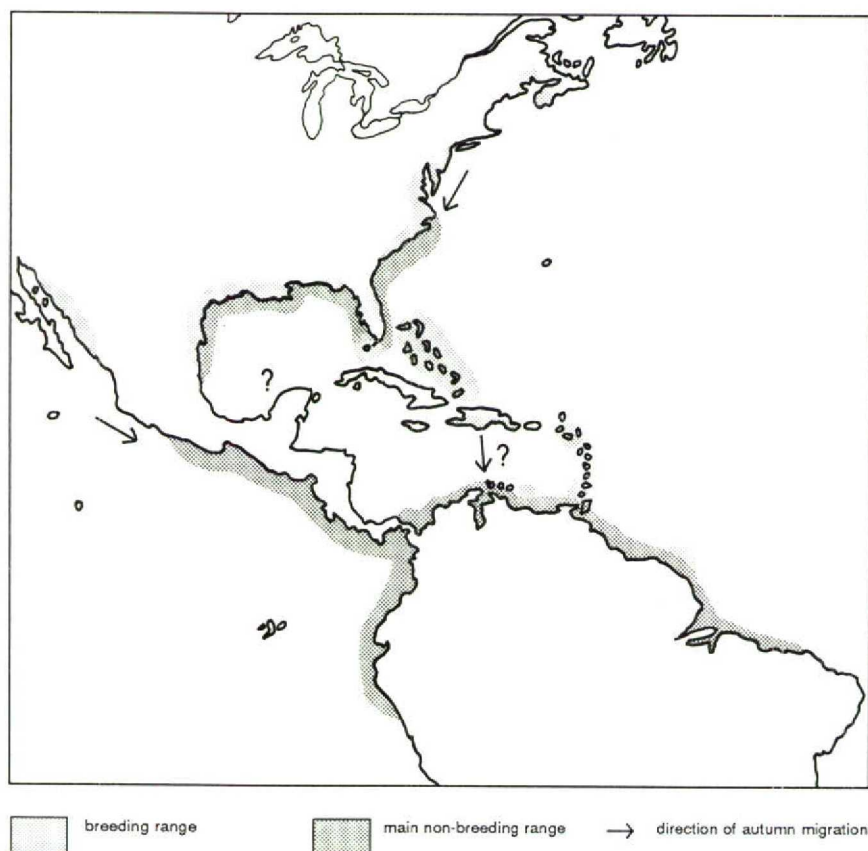 ?
?
breeding range
main non-breeding range
direction of autumn migration